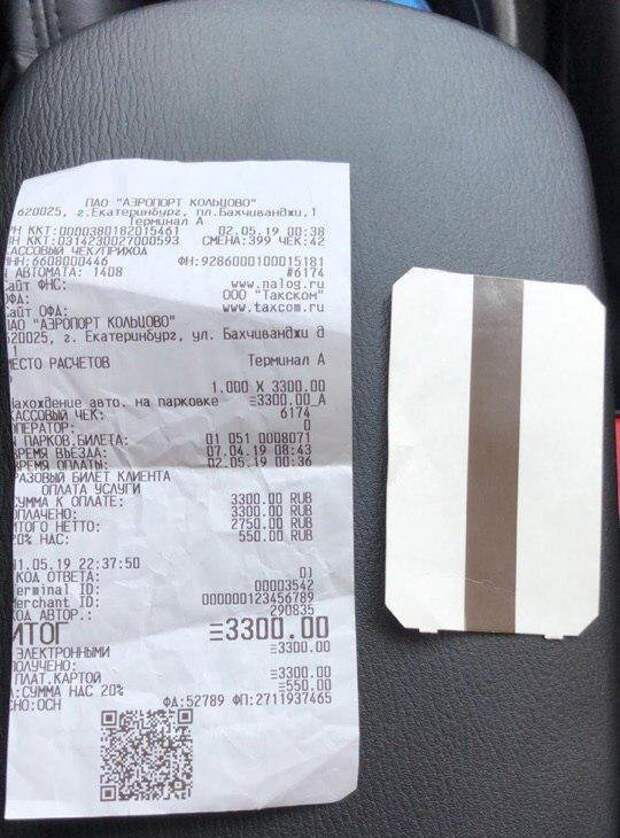 ПАО "АЭРОПОРТ КОЛЬЦОВО"
620025, г.Екатеринбург, пл.Бахчиванджи,1
Терминал А
Н ККТ:0000380182015461 02.05.19 00:38
Н ККТ:0314230027000593 СМЕНА:399 ЧЕК:42
АССОВЫЙ ЧЕК/ПРИХОД
ИНН:6608000446 ФН:9286000100015181
АВТОМАТА: 1408 #6174
Сайт ФНС: www.nalog.ru
ОФД: ООО "Такском"
Сайт ОФД: www.taxcom.ru
ПАО "АЭРОПОРТ КОЛЬЦОВО"
620025, г. Екатеринбург, ул. Бахчиванджи д
1
МЕСТО РАСЧЕТОВ Терминал А
1.000 X 3300.00
Нахождение авто. на парковке ≡3300.00_А
АССОВЫЙ ЧЕК: 6174
ОПЕРАТОР: 0
ПАРКОВ.БИЛЕТА: 01 051 0008071
ВРЕМЯ ВЪЕЗДА: 07.04.19 08:43
ВРЕМЯ ОПЛАТЫ: 02.05.19 00:36
РАЗОВЫЙ БИЛЕТ КЛИЕНТА
ОПЛАТА УСЛУГИ
СУММА К ОПЛАТЕ: 3300.00 RUB
ОПЛАЧЕНО: 3300.00 RUB
ИТОГО НЕТТО: 2750.00 RUB
20% НДС: 550.00 RUB
1.05.19 22:37:50
КОД ОТВЕТА: 0)
Terminal ID: 00003542
Merchant ID: 000000123456789
КОД АВТОР.: 290835
ИТОГ ≡3300.00
ЭЛЕКТРОННЫМИ ≡3300.00
ПОЛУЧЕНО:
ПЛАТ.КАРТОЙ ≡3300.00
:СУММА НДС 20% ≡550.00
СНО:ОСН ФД:52789 ФП:2711937465